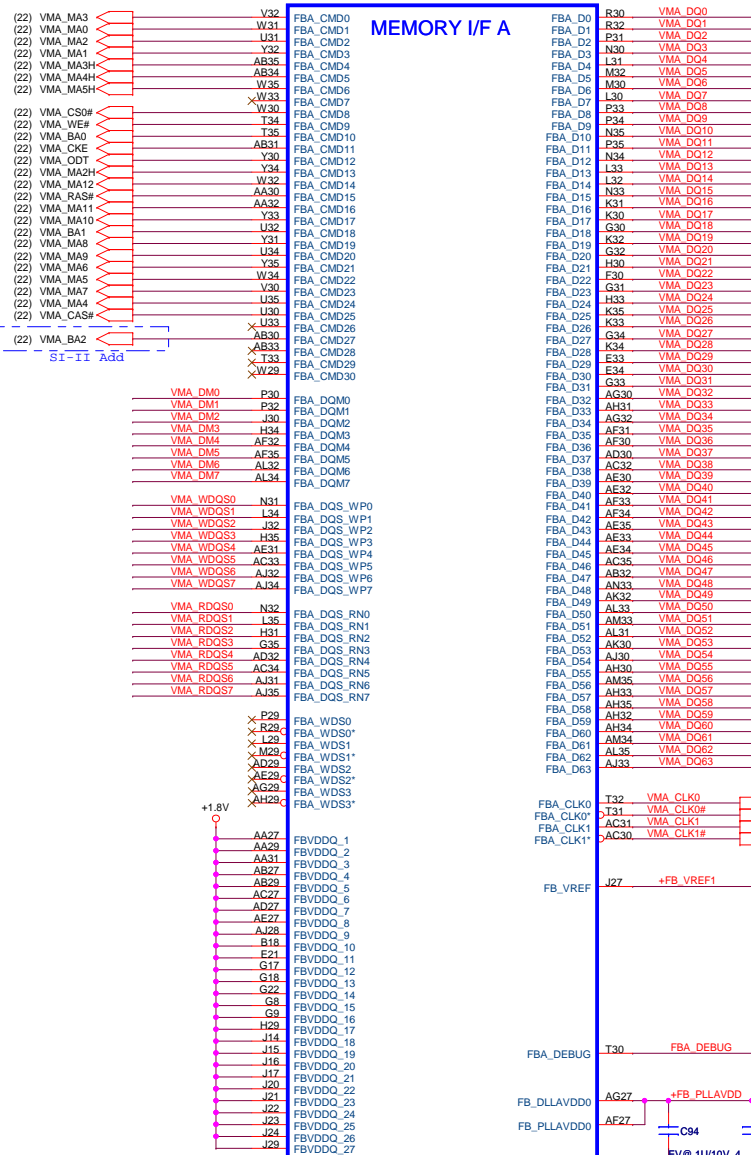 MEMORY I/F A
(22) VMA_MA3 V32 FBA_CMD0
(22) VMA_MA0 W31 FBA_CMD1
(22) VMA_MA2 U31 FBA_CMD2
(22) VMA_MA1 Y32 FBA_CMD3
(22) VMA_MA3H AB35 FBA_CMD4
(22) VMA_MA4H AB34 FBA_CMD5
(22) VMA_MA5H W35 FBA_CMD6
W33 FBA_CMD7
(22) VMA_CS0# W30 FBA_CMD8
(22) VMA_WE# T34 FBA_CMD9
(22) VMA_BA0 T35 FBA_CMD10
(22) VMA_CKE AB31 FBA_CMD11
(22) VMA_ODT Y30 FBA_CMD12
(22) VMA_MA2H Y34 FBA_CMD13
(22) VMA_MA12 W32 FBA_CMD14
(22) VMA_RAS# AA30 FBA_CMD15
(22) VMA_MA11 AA32 FBA_CMD16
(22) VMA_MA10 Y33 FBA_CMD17
(22) VMA_BA1 U32 FBA_CMD18
(22) VMA_MA8 Y31 FBA_CMD19
(22) VMA_MA9 U34 FBA_CMD20
(22) VMA_MA6 Y35 FBA_CMD21
(22) VMA_MA5 W34 FBA_CMD22
(22) VMA_MA7 V30 FBA_CMD23
(22) VMA_MA4 U35 FBA_CMD24
(22) VMA_CAS# U30 FBA_CMD25
U33 FBA_CMD26
(22) VMA_BA2 AB30 FBA_CMD27
AB33 FBA_CMD28
SI-II Add
T33 FBA_CMD29
W29 FBA_CMD30
VMA_DM0 P30 FBA_DQM0
VMA_DM1 P32 FBA_DQM1
VMA_DM2 J30 FBA_DQM2
VMA_DM3 H34 FBA_DQM3
VMA_DM4 AF32 FBA_DQM4
VMA_DM5 AF35 FBA_DQM5
VMA_DM6 AL32 FBA_DQM6
VMA_DM7 AL34 FBA_DQM7
VMA_WDQS0 N31 FBA_DQS_WP0
VMA_WDQS1 L34 FBA_DQS_WP1
VMA_WDQS2 J32 FBA_DQS_WP2
VMA_WDQS3 H35 FBA_DQS_WP3
VMA_WDQS4 AE31 FBA_DQS_WP4
VMA_WDQS5 AC33 FBA_DQS_WP5
VMA_WDQS6 AJ32 FBA_DQS_WP6
VMA_WDQS7 AJ34 FBA_DQS_WP7
VMA_RDQS0 N32 FBA_DQS_RN0
VMA_RDQS1 L35 FBA_DQS_RN1
VMA_RDQS2 H31 FBA_DQS_RN2
VMA_RDQS3 G35 FBA_DQS_RN3
VMA_RDQS4 AD32 FBA_DQS_RN4
VMA_RDQS5 AC34 FBA_DQS_RN5
VMA_RDQS6 AJ31 FBA_DQS_RN6
VMA_RDQS7 AJ35 FBA_DQS_RN7
P29 FBA_WDS0
R29 FBA_WDS0*
L29 FBA_WDS1
M29 FBA_WDS1*
AD29 FBA_WDS2
AE29 FBA_WDS2*
AG29 FBA_WDS3
AH29 FBA_WDS3*
+1.8V
AA27 FBVDDQ_1
AA29 FBVDDQ_2
AA31 FBVDDQ_3
AB27 FBVDDQ_4
AB29 FBVDDQ_5
AC27 FBVDDQ_6
AD27 FBVDDQ_7
AE27 FBVDDQ_8
AJ28 FBVDDQ_9
B18 FBVDDQ_10
E21 FBVDDQ_11
G17 FBVDDQ_12
G18 FBVDDQ_13
G22 FBVDDQ_14
G8 FBVDDQ_15
G9 FBVDDQ_16
H29 FBVDDQ_17
J14 FBVDDQ_18
J15 FBVDDQ_19
J16 FBVDDQ_20
J17 FBVDDQ_21
J20 FBVDDQ_22
J21 FBVDDQ_23
J22 FBVDDQ_24
J23 FBVDDQ_25
J24 FBVDDQ_26
J29 FBVDDQ_27
FBA_D0 R30 VMA_DQ0
FBA_D1 R32 VMA_DQ1
FBA_D2 P31 VMA_DQ2
FBA_D3 N30 VMA_DQ3
FBA_D4 L31 VMA_DQ4
FBA_D5 M32 VMA_DQ5
FBA_D6 M30 VMA_DQ6
FBA_D7 L30 VMA_DQ7
FBA_D8 P33 VMA_DQ8
FBA_D9 P34 VMA_DQ9
FBA_D10 N35 VMA_DQ10
FBA_D11 P35 VMA_DQ11
FBA_D12 N34 VMA_DQ12
FBA_D13 L33 VMA_DQ13
FBA_D14 L32 VMA_DQ14
FBA_D15 N33 VMA_DQ15
FBA_D16 K31 VMA_DQ16
FBA_D17 K30 VMA_DQ17
FBA_D18 G30 VMA_DQ18
FBA_D19 K32 VMA_DQ19
FBA_D20 G32 VMA_DQ20
FBA_D21 H30 VMA_DQ21
FBA_D22 F30 VMA_DQ22
FBA_D23 G31 VMA_DQ23
FBA_D24 H33 VMA_DQ24
FBA_D25 K35 VMA_DQ25
FBA_D26 K33 VMA_DQ26
FBA_D27 G34 VMA_DQ27
FBA_D28 K34 VMA_DQ28
FBA_D29 E33 VMA_DQ29
FBA_D30 E34 VMA_DQ30
FBA_D31 G33 VMA_DQ31
FBA_D32 AG30 VMA_DQ32
FBA_D33 AH31 VMA_DQ33
FBA_D34 AG32 VMA_DQ34
FBA_D35 AF31 VMA_DQ35
FBA_D36 AF30 VMA_DQ36
FBA_D37 AD30 VMA_DQ37
FBA_D38 AC32 VMA_DQ38
FBA_D39 AE30 VMA_DQ39
FBA_D40 AE32 VMA_DQ40
FBA_D41 AF33 VMA_DQ41
FBA_D42 AF34 VMA_DQ42
FBA_D43 AE35 VMA_DQ43
FBA_D44 AE33 VMA_DQ44
FBA_D45 AE34 VMA_DQ45
FBA_D46 AC35 VMA_DQ46
FBA_D47 AB32 VMA_DQ47
FBA_D48 AN33 VMA_DQ48
FBA_D49 AK32 VMA_DQ49
FBA_D50 AL33 VMA_DQ50
FBA_D51 AM33 VMA_DQ51
FBA_D52 AL31 VMA_DQ52
FBA_D53 AK30 VMA_DQ53
FBA_D54 AJ30 VMA_DQ54
FBA_D55 AH30 VMA_DQ55
FBA_D56 AM35 VMA_DQ56
FBA_D57 AH33 VMA_DQ57
FBA_D58 AH35 VMA_DQ58
FBA_D59 AH32 VMA_DQ59
FBA_D60 AH34 VMA_DQ60
FBA_D61 AM34 VMA_DQ61
FBA_D62 AL35 VMA_DQ62
FBA_D63 AJ33 VMA_DQ63
FBA_CLK0 T32 VMA_CLK0
FBA_CLK0* T31 VMA_CLK0#
FBA_CLK1 AC31 VMA_CLK1
FBA_CLK1* AC30 VMA_CLK1#
FB_VREF J27 +FB_VREF1
FBA_DEBUG T30 FBA_DEBUG
FB_DLLAVDD0 AG27 +FB_PLLAVDD
FB_PLLAVDD0 AF27
C94
EV@.1U/10V_4